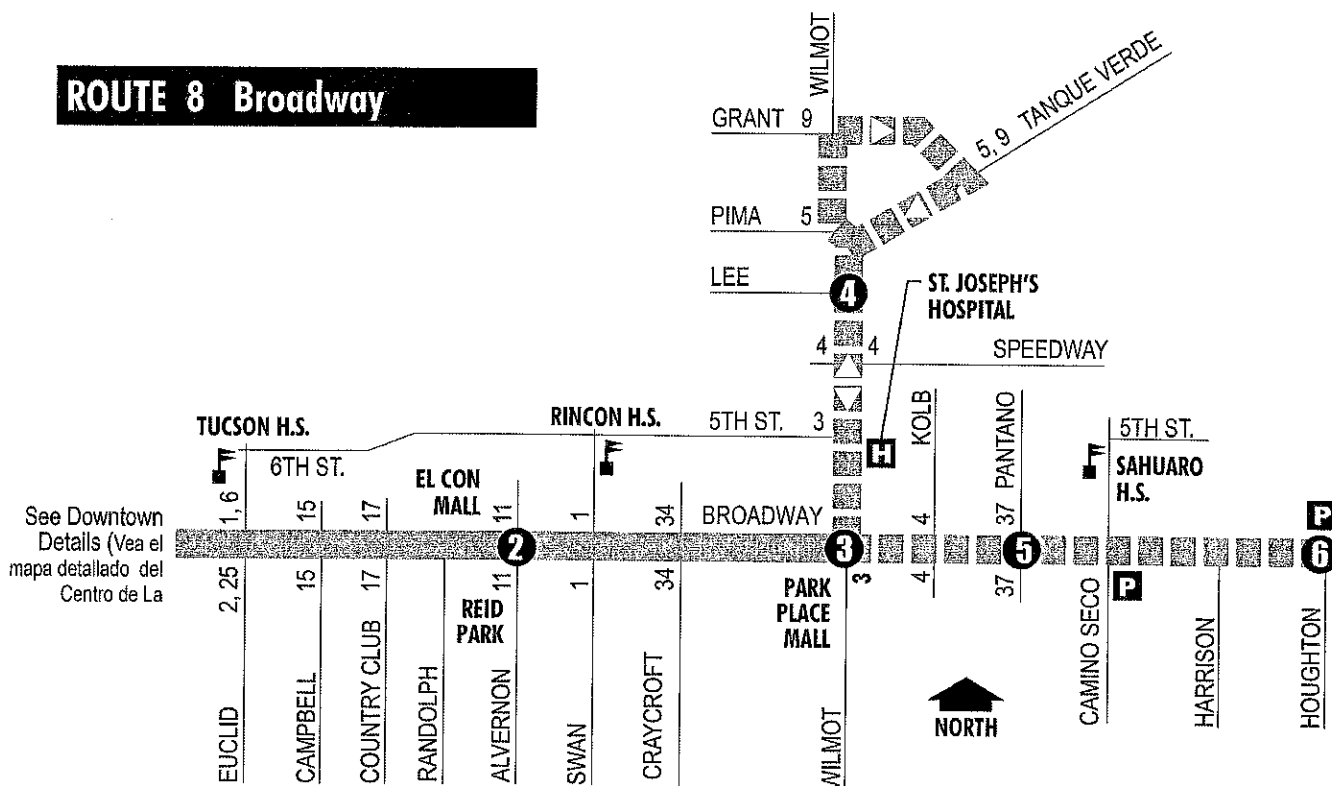 ROUTE 8 Broadway
WILMOT
GRANT 9
5, 9 TANQUE VERDE
PIMA 5
LEE
4
ST. JOSEPH'S
HOSPITAL
4 4 SPEEDWAY
TUCSON H.S.
RINCON H.S.
5TH ST. 3
H
KOLB
PANTANO
5TH ST.
SAHUARO
H.S.
6TH ST.
EL CON
MALL
See Downtown
Details (Vea el
mapa detallado del
Centro de La
1, 6
15
17
11
1
34
BROADWAY
4
37
P
2
3
5
6
2, 25
15
17
11
1
34
3
4
37
P
REID
PARK
PARK
PLACE
MALL
EUCLID
CAMPBELL
COUNTRY CLUB
RANDOLPH
ALVERNON
SWAN
CRAYCROFT
WILMOT
NORTH
CAMINO SECO
HARRISON
HOUGHTON